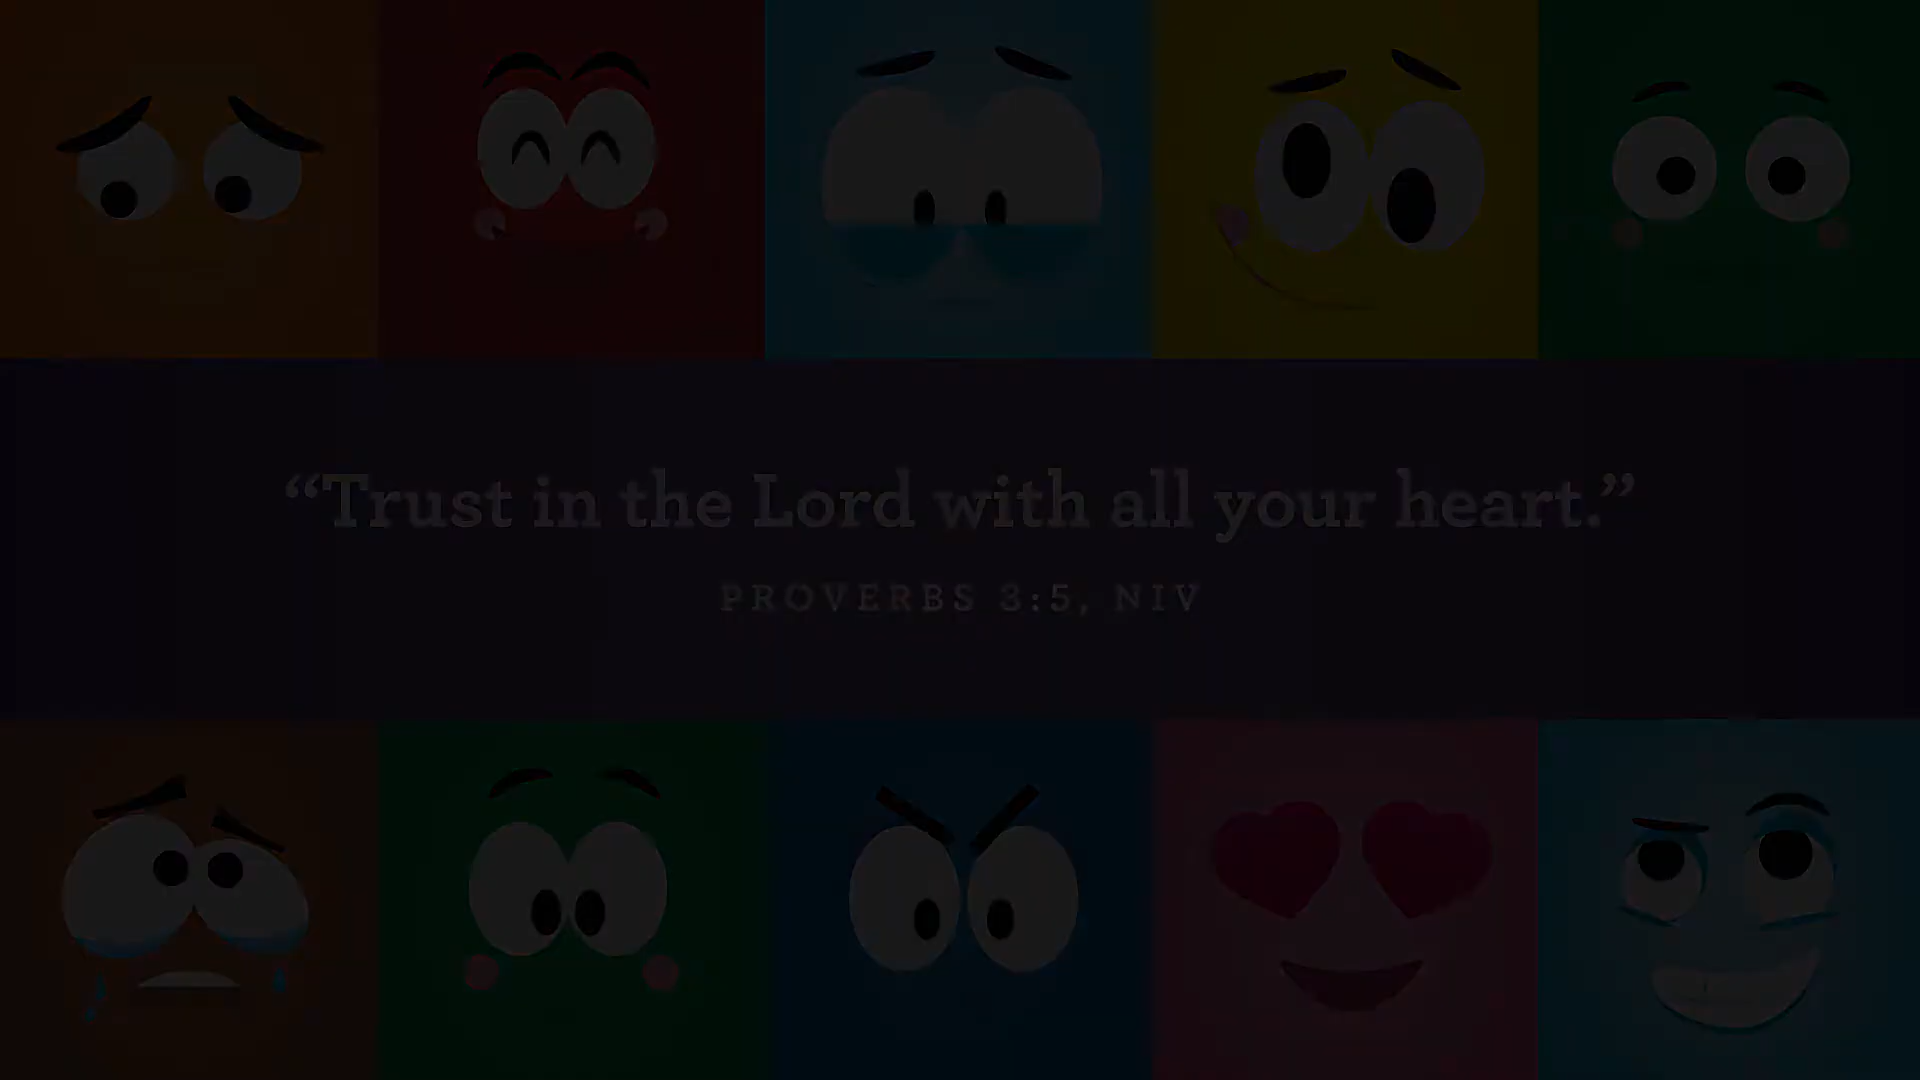 “Trust in the Lord with all your heart.”
PROVERBS 3:5, NIV